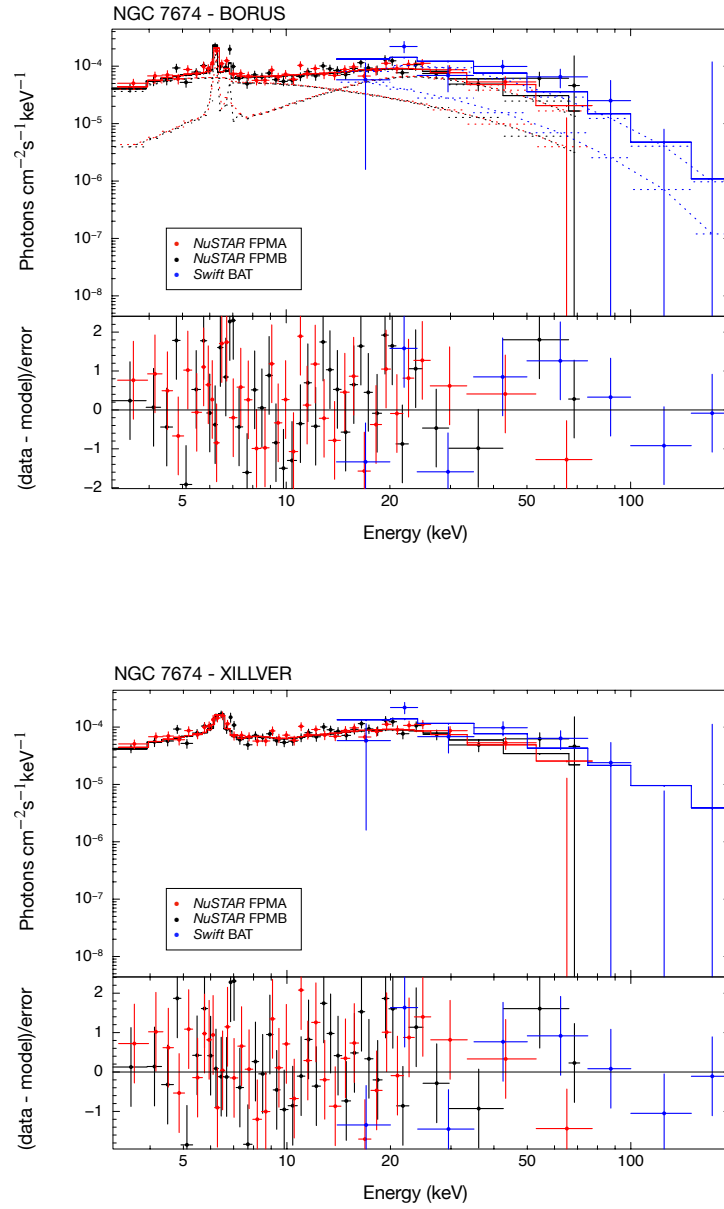 NGC 7674 - BORUS
Photons cm−2s−1keV−1
10−4
10−5
10−6
10−7
10−8
NuSTAR FPMA
NuSTAR FPMB
Swift BAT
(data - model)/error
2
1
0
−1
−2
5
10
20
50
100
Energy (keV)
NGC 7674 - XILLVER
Photons cm−2s−1keV−1
10−4
10−5
10−6
10−7
10−8
NuSTAR FPMA
NuSTAR FPMB
Swift BAT
(data - model)/error
2
1
0
−1
5
10
20
50
100
Energy (keV)